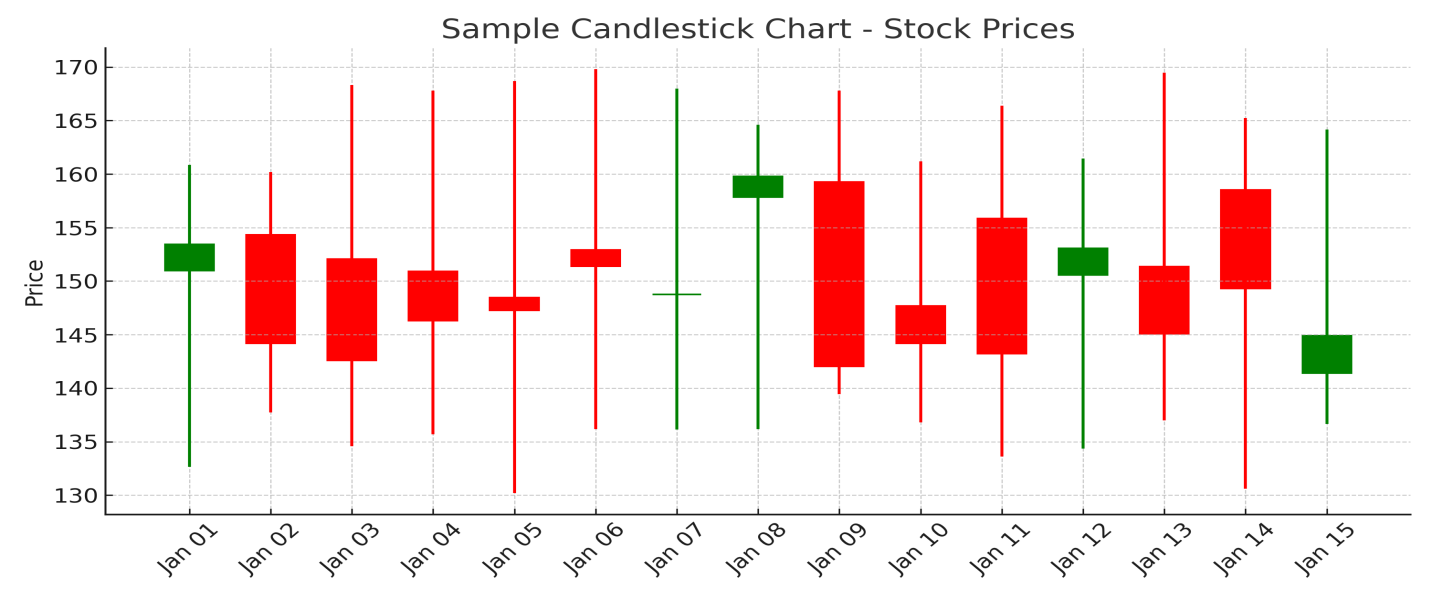 Sample Candlestick Chart - Stock Prices
Price
170
165
160
155
150
145
140
135
130
Jan 01
Jan 02
Jan 03
Jan 04
Jan 05
Jan 06
Jan 07
Jan 08
Jan 09
Jan 10
Jan 11
Jan 12
Jan 13
Jan 14
Jan 15